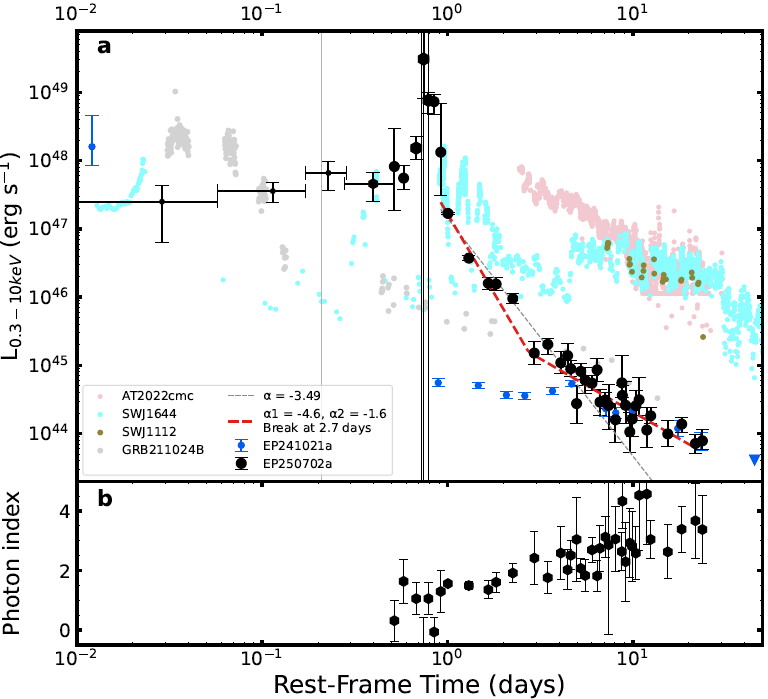 10⁻² 10⁻¹ 10⁰ 10¹
a
10⁴⁹
10⁴⁸
10⁴⁷
10⁴⁶
10⁴⁵
10⁴⁴
L₀.₃₋₁₀ₖₑV (erg s⁻¹)
AT2022cmc
SWJ1644
SWJ1112
GRB211024B
α = -3.49
α1 = -4.6, α2 = -1.6
Break at 2.7 days
EP241021a
EP250702a
b
4
2
0
Photon index
10⁻² 10⁻¹ 10⁰ 10¹
Rest-Frame Time (days)